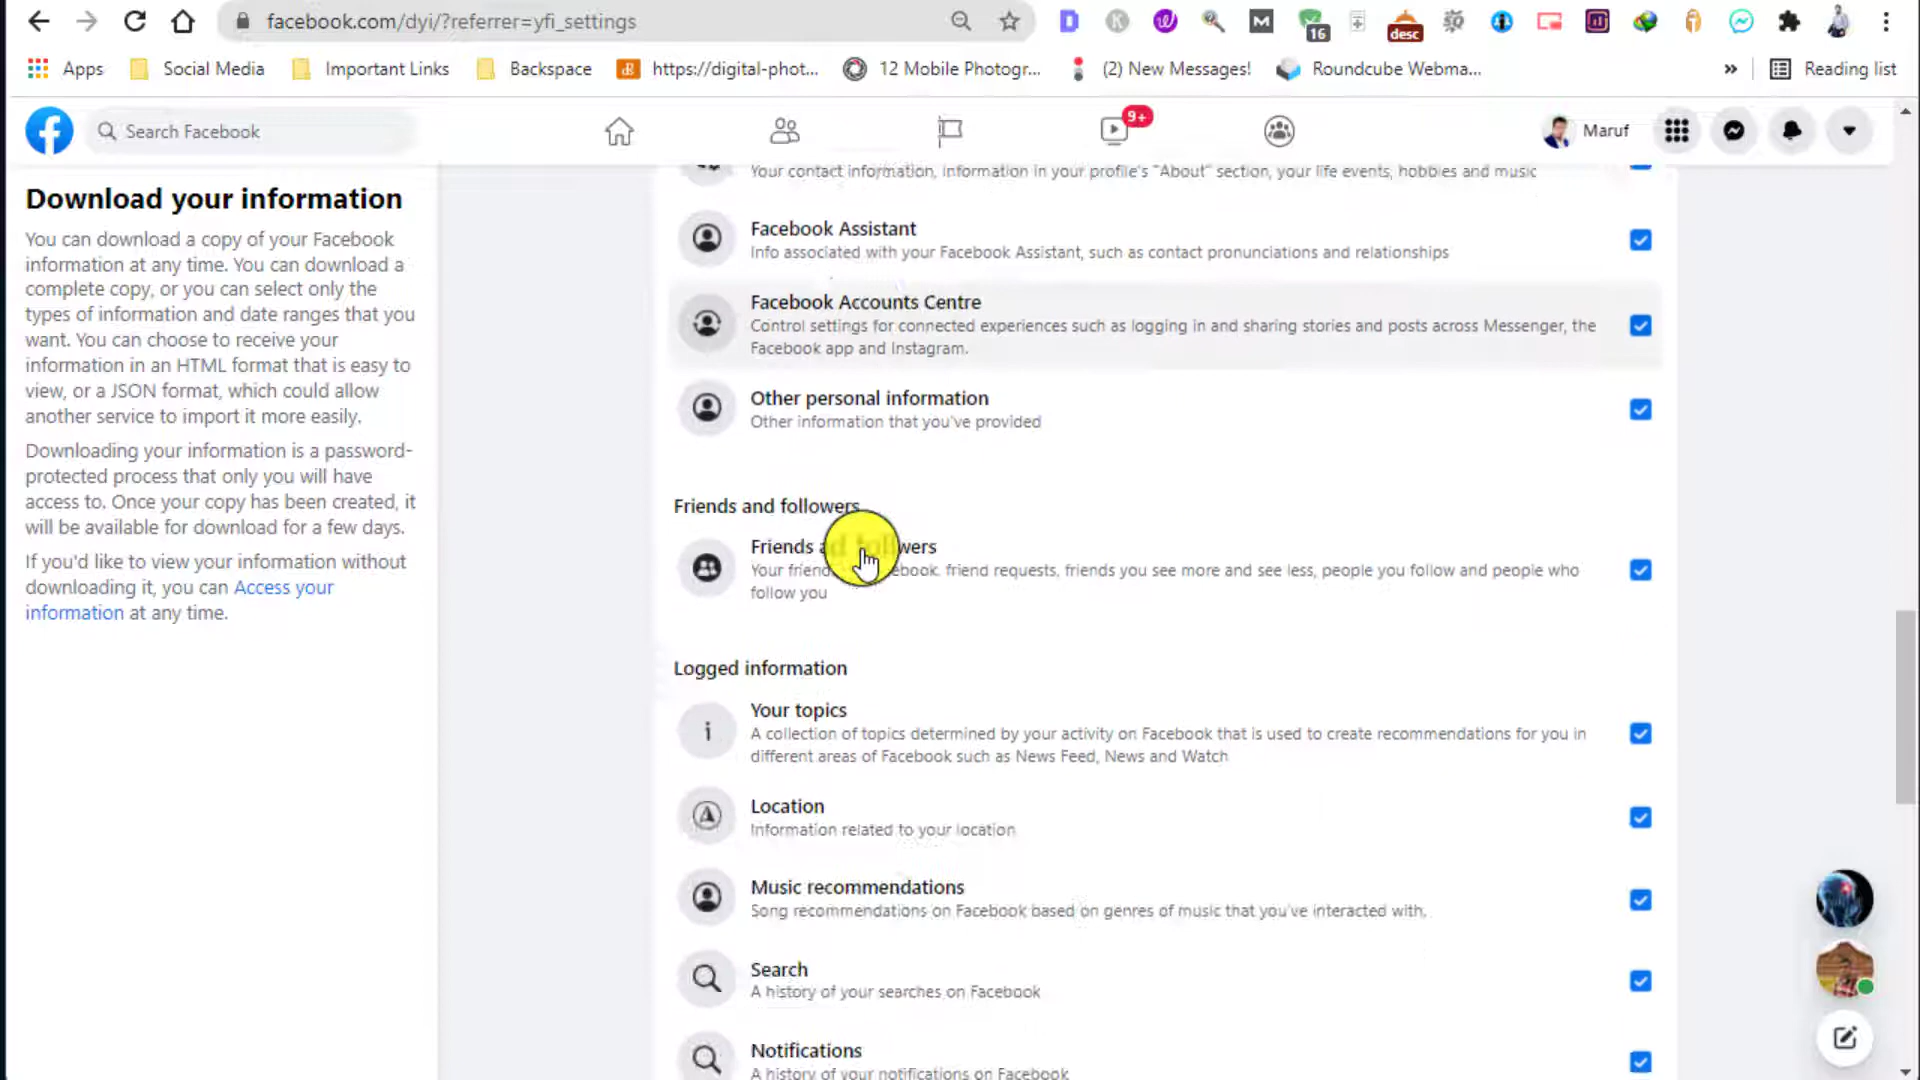 facebook.com/dyi/?referrer=yfi_settings
16
desc
Apps
Social Media
Important Links
Backspace
https://digital-phot...
12 Mobile Photogr...
(2) New Messages!
Roundcube Webma...
»
Reading list
Search Facebook
9+
Maruf
Download your information
You can download a copy of your Facebook
information at any time. You can download a
complete copy, or you can select only the
types of information and date ranges that you
want. You can choose to receive your
information in an HTML format that is easy to
view, or a JSON format, which could allow
another service to import it more easily.
Downloading your information is a password-
protected process that only you will have
access to. Once your copy has been created, it
will be available for download for a few days.
If you'd like to view your information without
downloading it, you can Access your
information at any time.
Your contact information, information in your profile's "About" section, your life events, hobbies and music
Facebook Assistant
Info associated with your Facebook Assistant, such as contact pronunciations and relationships
Facebook Accounts Centre
Control settings for connected experiences such as logging in and sharing stories and posts across Messenger, the
Facebook app and Instagram.
Other personal information
Other information that you've provided
Friends and followers
Friends
friend requests, friends you see more and see less, people you follow and people who
follow you
Logged information
Your topics
A collection of topics determined by your activity on Facebook that is used to create recommendations for you in
different areas of Facebook such as News Feed, News and Watch
Location
Information related to your location
Music recommendations
Song recommendations on Facebook based on genres of music that you've interacted with.
Search
A history of your searches on Facebook
Notifications
A history of your notifications on Facebook